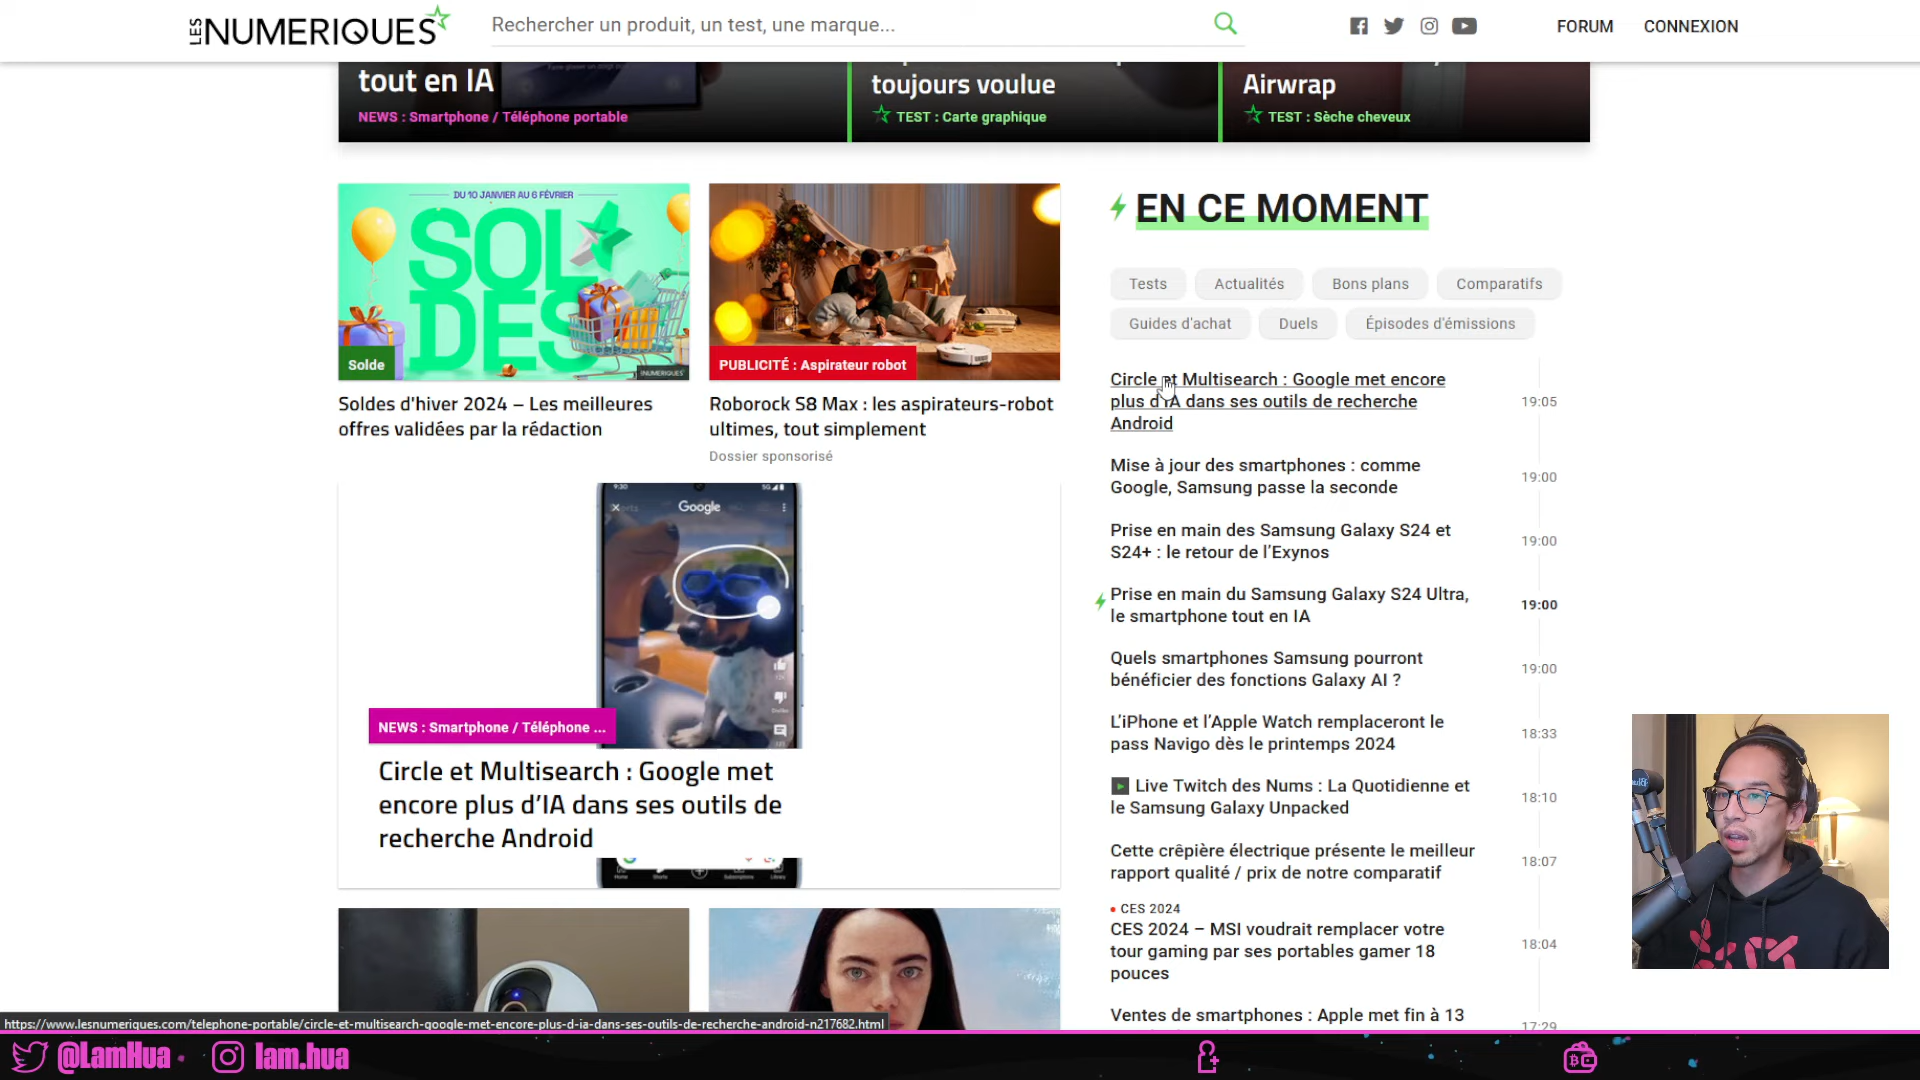 LES NUMERIQUES
Rechercher un produit, un test, une marque...
FORUM
CONNEXION
tout en IA
NEWS : Smartphone / Téléphone portable
toujours voulue
TEST : Carte graphique
Airwrap
TEST : Sèche cheveux
DU 10 JANVIER AU 6 FÉVRIER
SOL
DES
Solde
LES NUMERIQUES
Soldes d'hiver 2024 – Les meilleures
offres validées par la rédaction
PUBLICITÉ : Aspirateur robot
Roborock S8 Max : les aspirateurs-robot
ultimes, tout simplement
Dossier sponsorisé
9:30
5G
Google
NEWS : Smartphone / Téléphone ...
Circle et Multisearch : Google met
encore plus d'IA dans ses outils de
recherche Android
Home
Shorts
Subscriptions
Library
EN CE MOMENT
Tests
Actualités
Bons plans
Comparatifs
Guides d'achat
Duels
Épisodes d'émissions
Circle et Multisearch : Google met encore
plus d'IA dans ses outils de recherche
Android
19:05
Mise à jour des smartphones : comme
Google, Samsung passe la seconde
19:00
Prise en main des Samsung Galaxy S24 et
S24+ : le retour de l'Exynos
19:00
Prise en main du Samsung Galaxy S24 Ultra,
le smartphone tout en IA
19:00
Quels smartphones Samsung pourront
bénéficier des fonctions Galaxy AI ?
19:00
L'iPhone et l'Apple Watch remplaceront le
pass Navigo dès le printemps 2024
18:33
Live Twitch des Nums : La Quotidienne et
le Samsung Galaxy Unpacked
18:10
Cette crêpière électrique présente le meilleur
rapport qualité / prix de notre comparatif
18:07
CES 2024
CES 2024 – MSI voudrait remplacer votre
tour gaming par ses portables gamer 18
pouces
18:04
Ventes de smartphones : Apple met fin à 13
17:29
https://www.lesnumeriques.com/telephone-portable/circle-et-multisearch-google-met-encore-plus-d-ia-dans-ses-outils-de-recherche-android-n217682.html
@LamHua
lam.hua